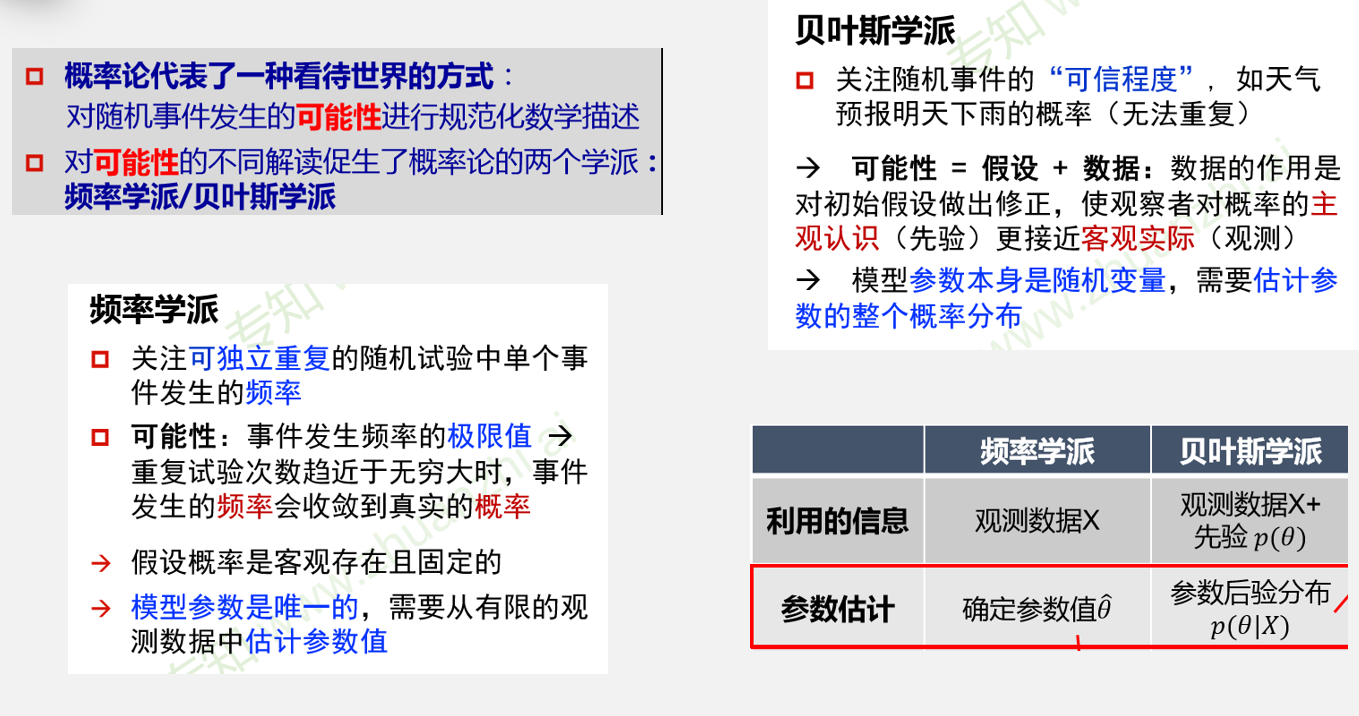 概率论代表了一种看待世界的方式：
对随机事件发生的可能性进行规范化数学描述
对可能性的不同解读促生了概率论的两个学派：
频率学派/贝叶斯学派
频率学派
关注可独立重复的随机试验中单个事
件发生的频率
可能性：事件发生频率的极限值 →
重复试验次数趋近于无穷大时，事件
发生的频率会收敛到真实的概率
→ 假设概率是客观存在且固定的
→ 模型参数是唯一的，需要从有限的观
测数据中估计参数值
专知 w
www.zhuanzhi.ai
专知
贝叶斯学派
关注随机事件的“可信程度”，如天气
预报明天下雨的概率（无法重复）
→ 可能性 = 假设 + 数据：数据的作用是
对初始假设做出修正，使观察者对概率的主
观认识（先验）更接近客观实际（观测）
→ 模型参数本身是随机变量，需要估计参
数的整个概率分布
专知 w
www.zhuanzhi.ai
频率学派 贝叶斯学派
利用的信息 观测数据X 观测数据X+
先验 p(θ)
参数估计 确定参数值θ̂ 参数后验分布
p(θ|X)